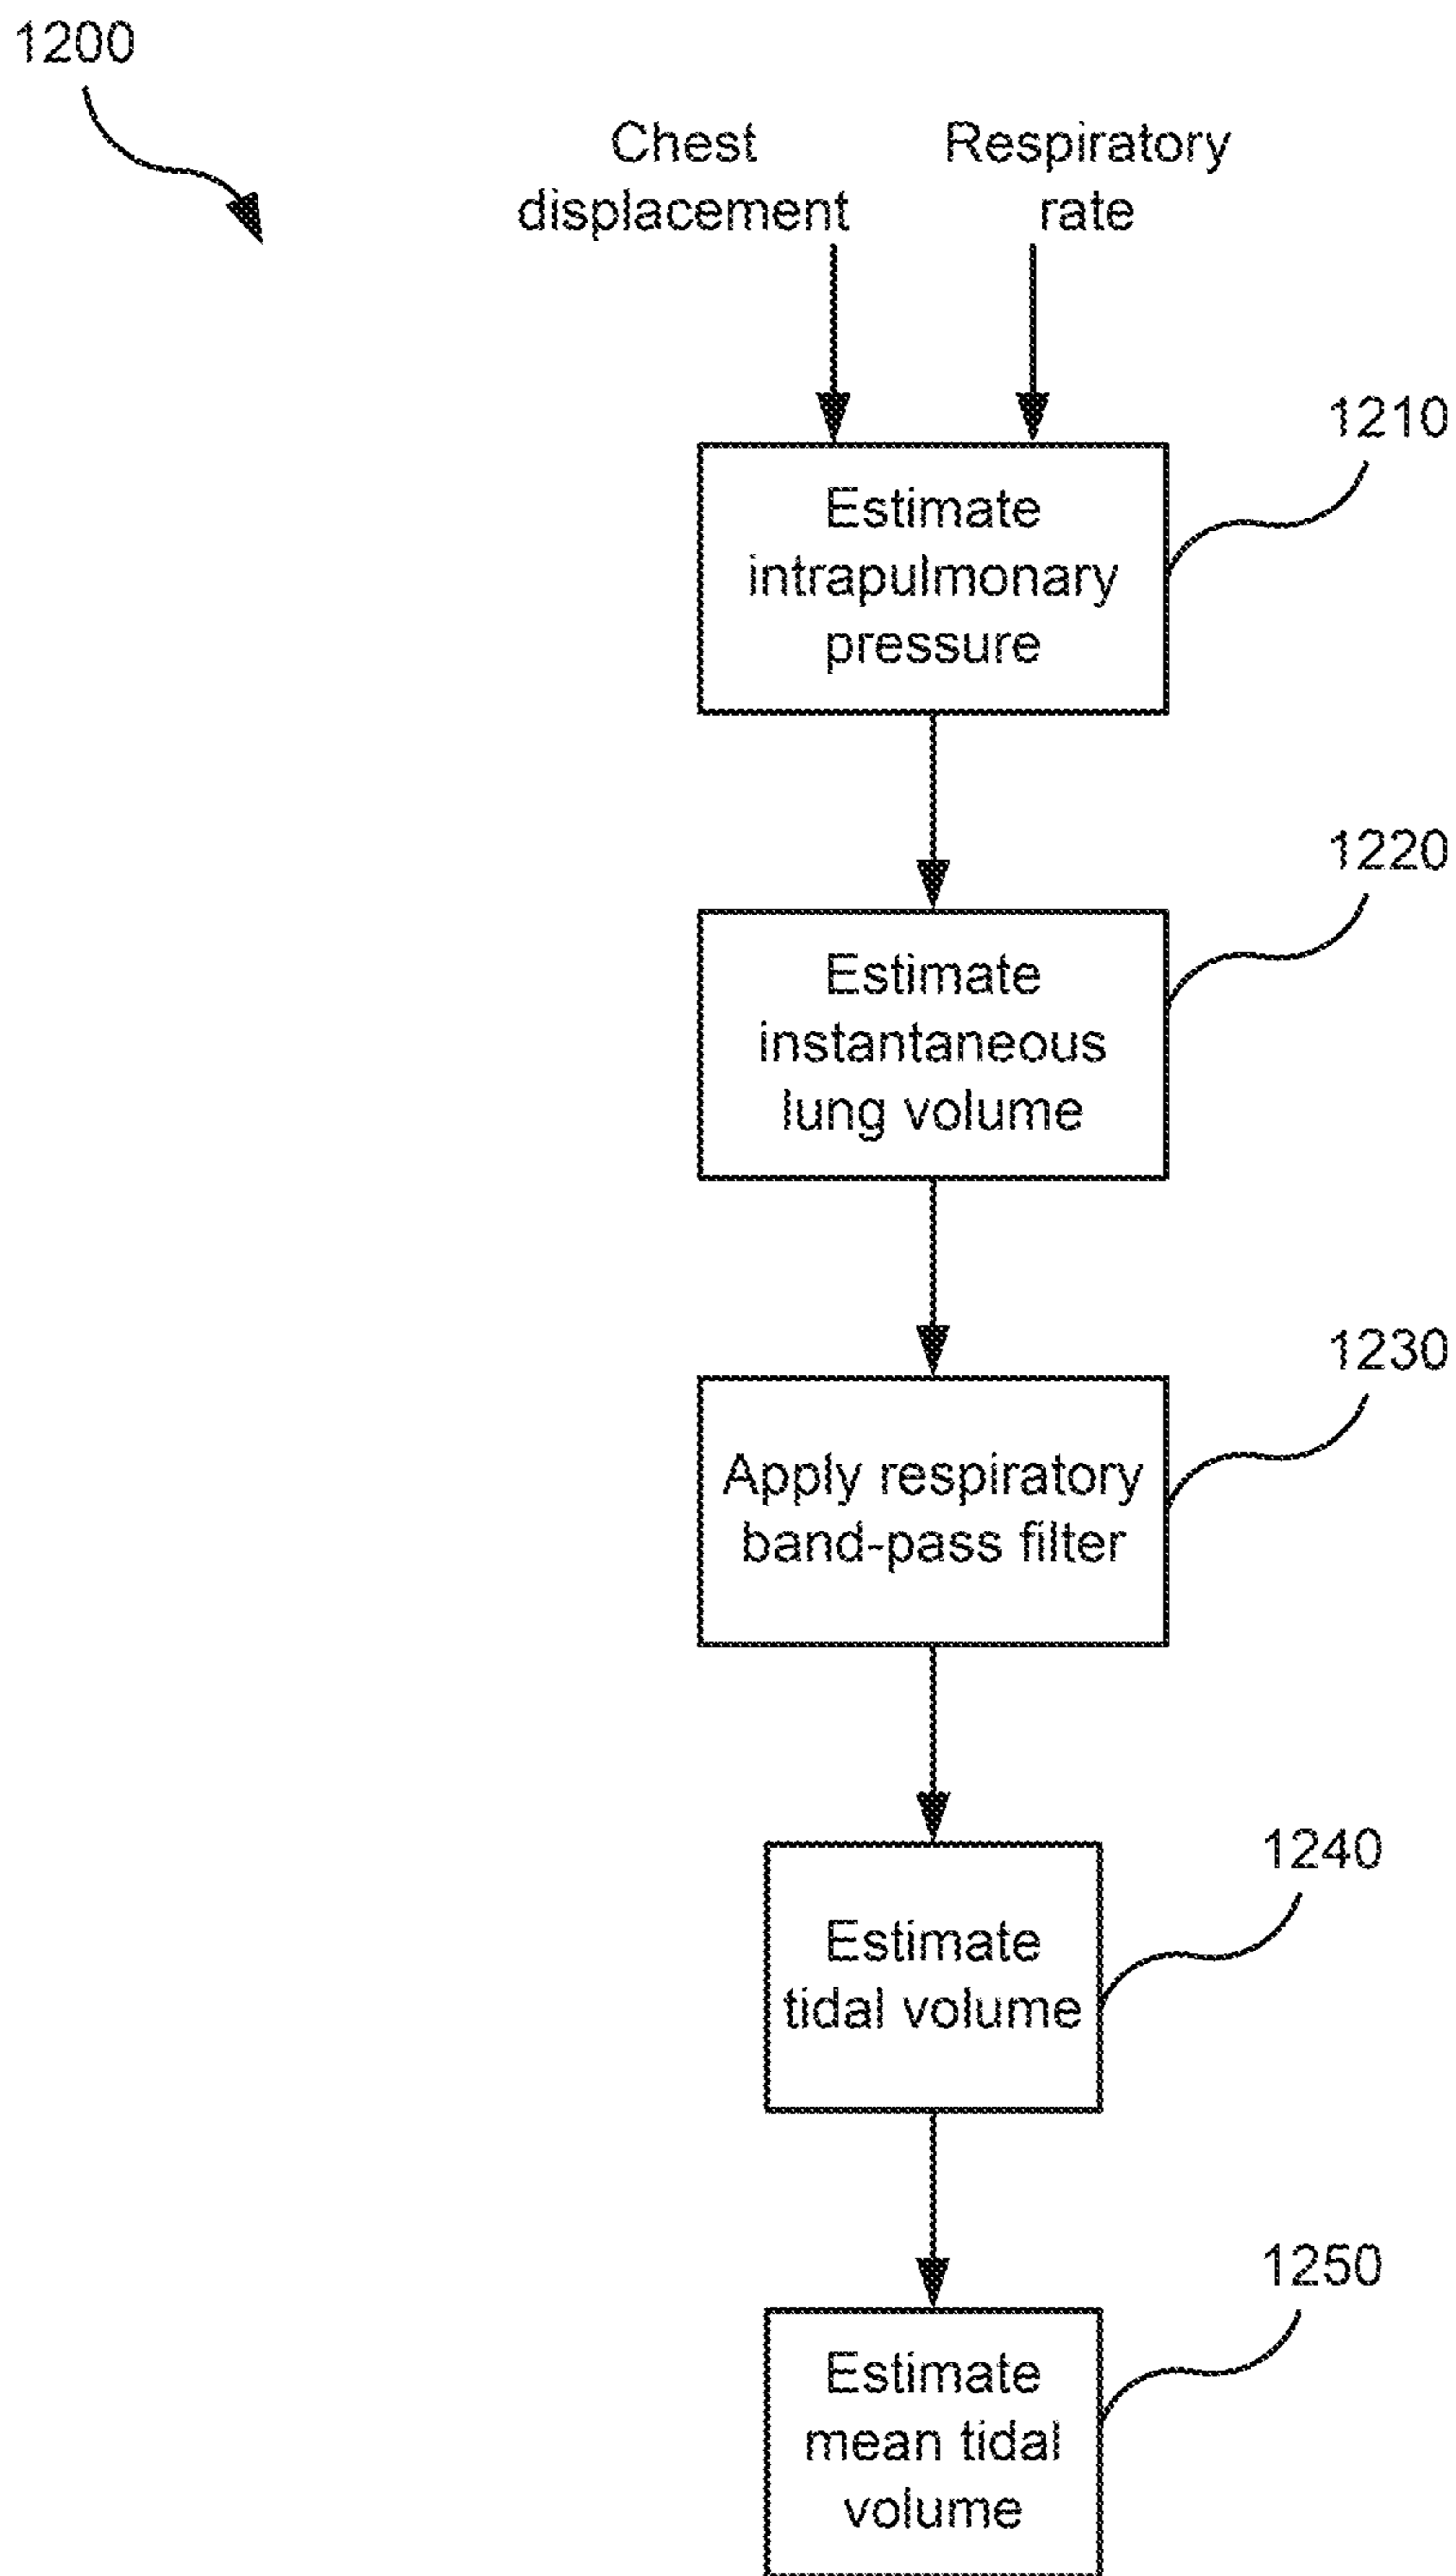 1200
Chest
displacement
Respiratory
rate
1210
Estimate
intrapulmonary
pressure
1220
Estimate
instantaneous
lung volume
1230
Apply respiratory
band-pass filter
1240
Estimate
tidal volume
1250
Estimate
mean tidal
volume